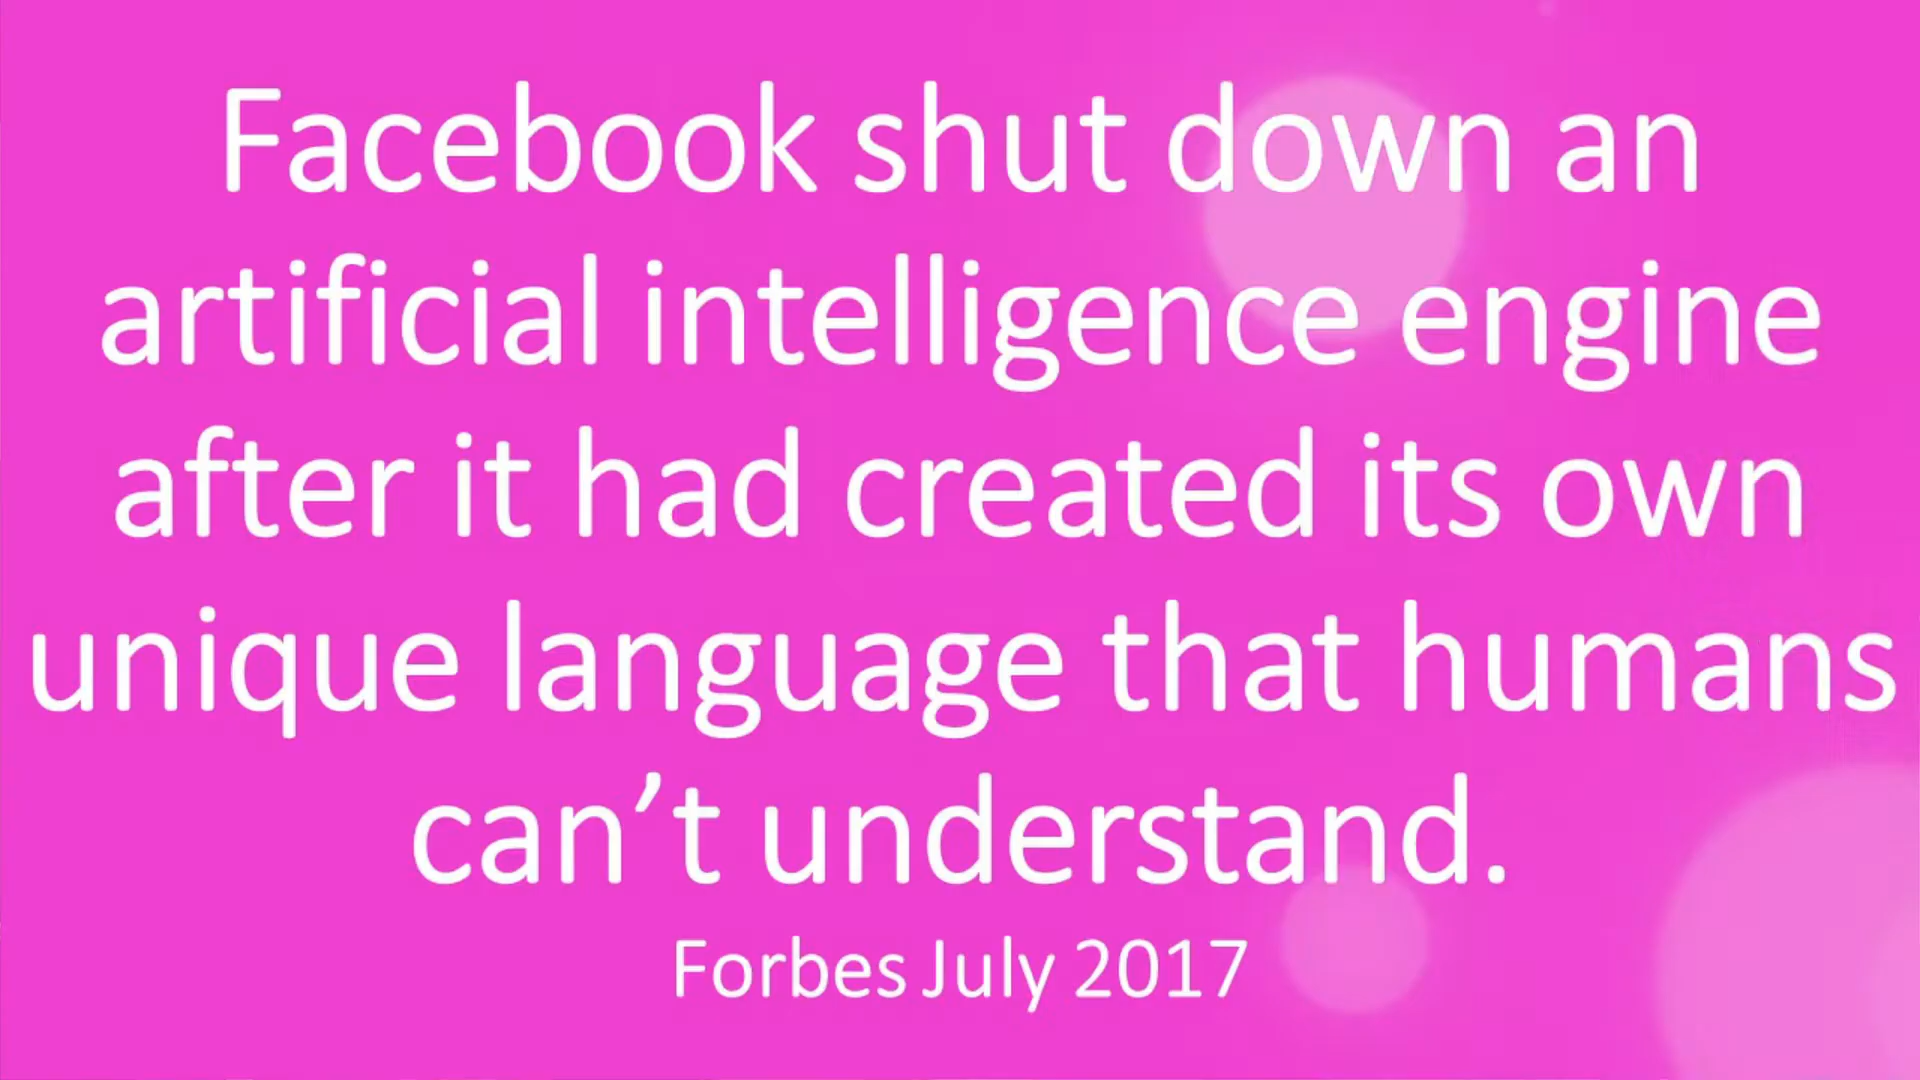 Facebook shut down an
artificial intelligence engine
after it had created its own
unique language that humans
can’t understand.
Forbes July 2017